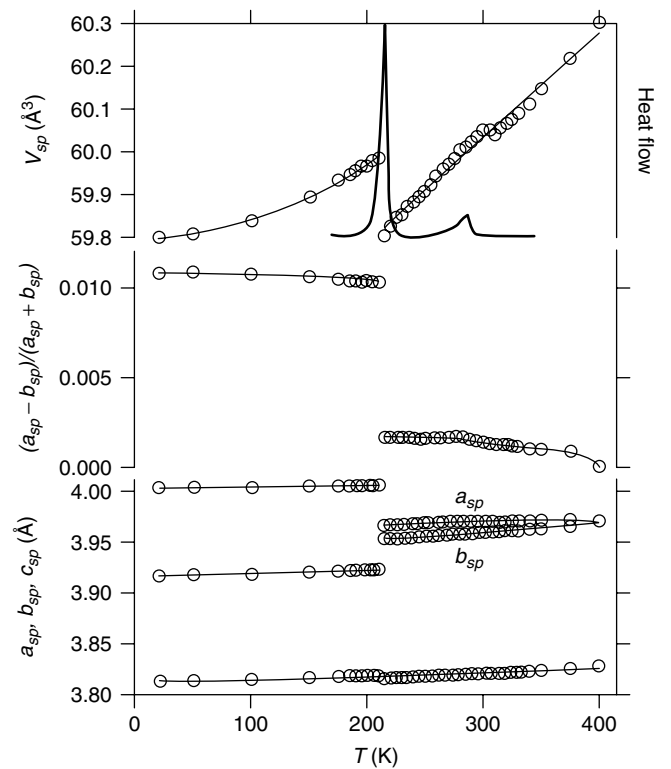 60.3
60.2
60.1
60.0
59.9
59.8
V_sp (Å³)
Heat flow
0.010
0.005
0.000
(a_sp – b_sp)/(a_sp + b_sp)
4.00
3.95
3.90
3.85
3.80
a_sp, b_sp, c_sp (Å)
a_sp
b_sp
0 100 200 300 400
T (K)